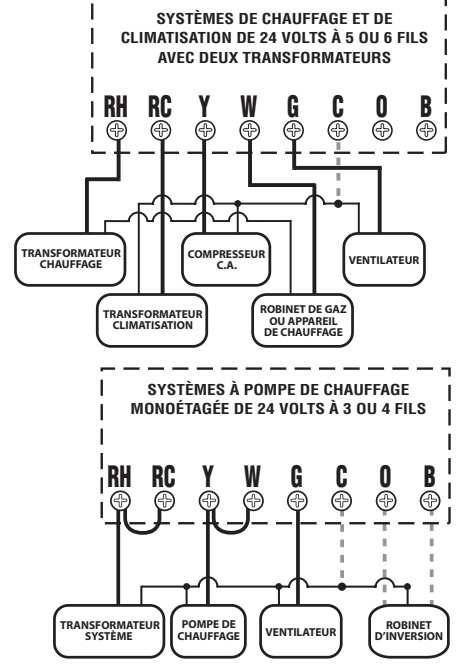 SYSTÈMES DE CHAUFFAGE ET DE
CLIMATISATION DE 24 VOLTS À 5 OU 6 FILS
AVEC DEUX TRANSFORMATEURS
RH RC Y W G C O B
TRANSFORMATEUR
CHAUFFAGE
COMPRESSEUR
C.A.
VENTILATEUR
TRANSFORMATEUR
CLIMATISATION
ROBINET DE GAZ
OU APPAREIL
DE CHAUFFAGE
SYSTÈMES À POMPE DE CHAUFFAGE
MONOÉTAGÉE DE 24 VOLTS À 3 OU 4 FILS
RH RC Y W G C O B
TRANSFORMATEUR
SYSTÈME
POMPE DE
CHAUFFAGE
VENTILATEUR
ROBINET
D'INVERSION